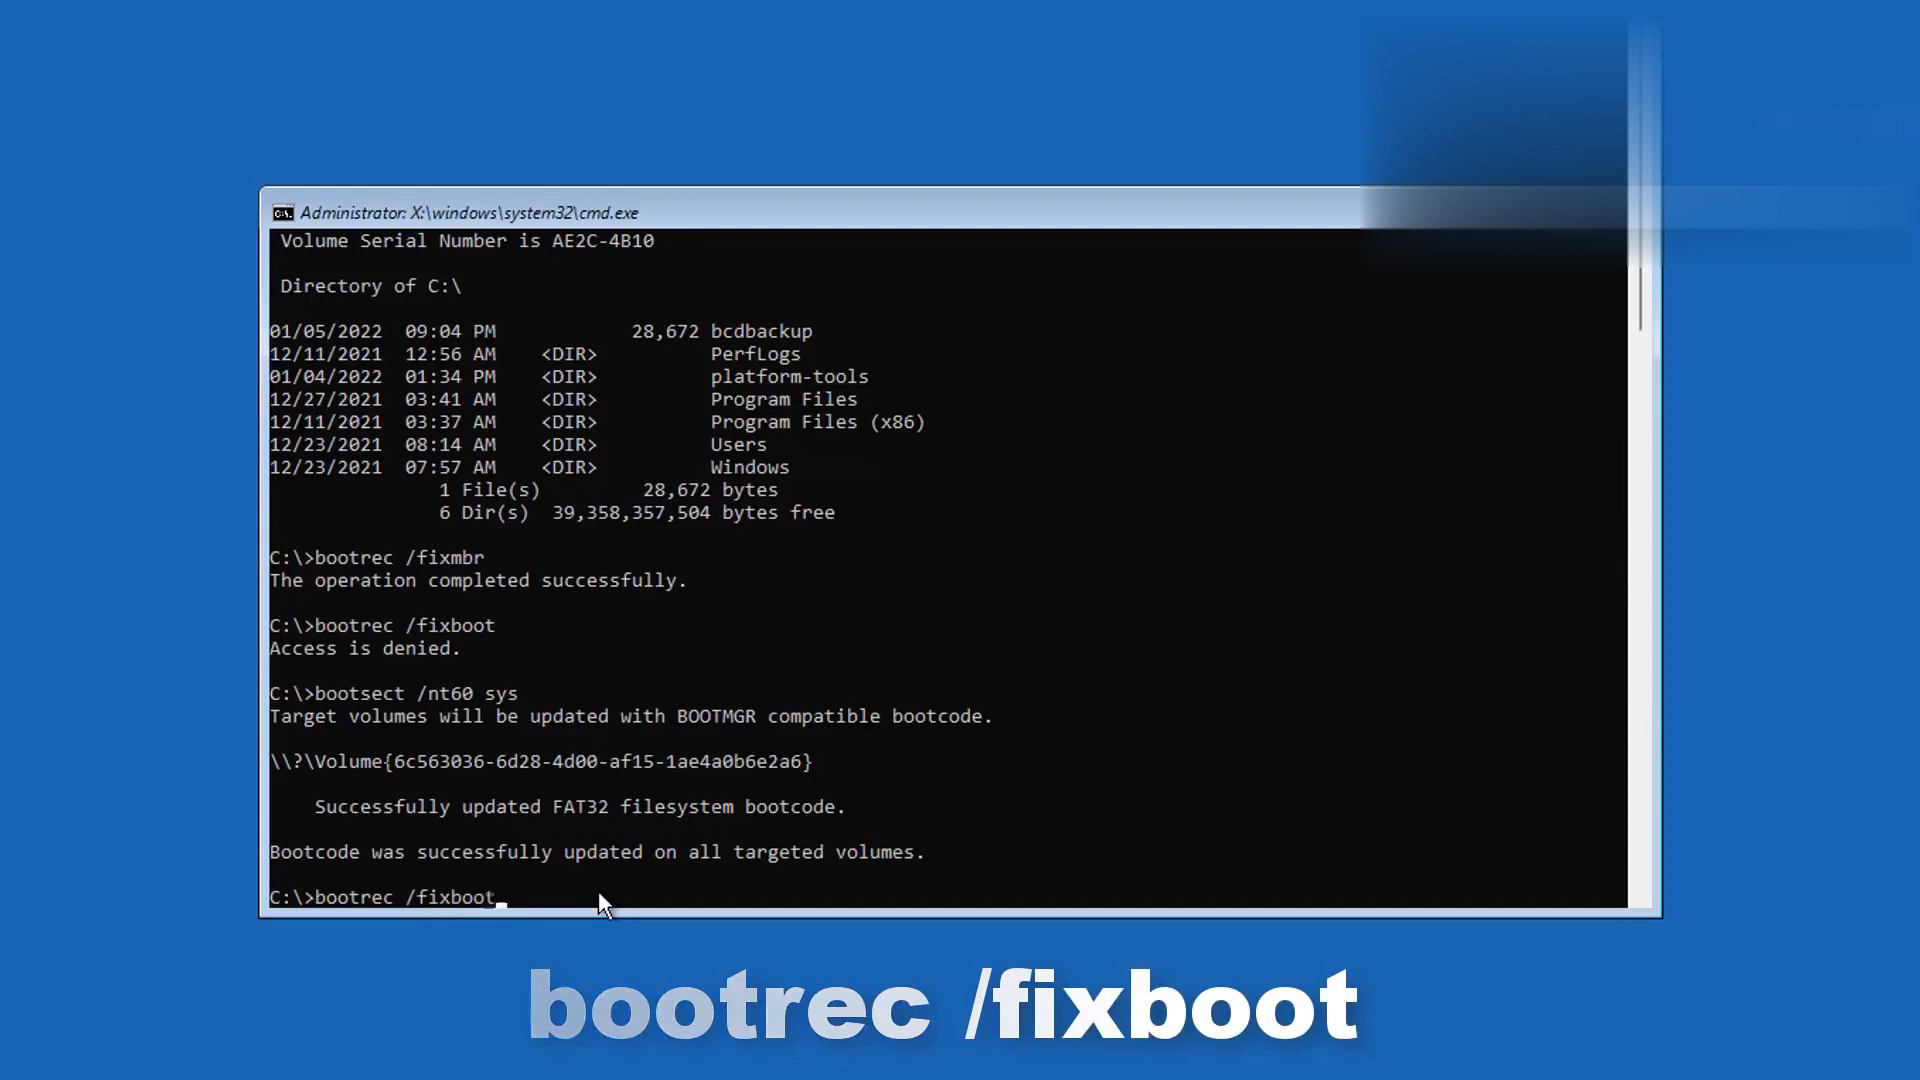 Administrator: X:\windows\system32\cmd.exe
Volume Serial Number is AE2C-4B10
Directory of C:\
01/05/2022 09:04 PM 28,672 bcdbackup
12/11/2021 12:56 AM <DIR> PerfLogs
01/04/2022 01:34 PM <DIR> platform-tools
12/27/2021 03:41 AM <DIR> Program Files
12/11/2021 03:37 AM <DIR> Program Files (x86)
12/23/2021 08:14 AM <DIR> Users
12/23/2021 07:57 AM <DIR> Windows
1 File(s) 28,672 bytes
6 Dir(s) 39,358,357,504 bytes free
C:\>bootrec /fixmbr
The operation completed successfully.
C:\>bootrec /fixboot
Access is denied.
C:\>bootsect /nt60 sys
Target volumes will be updated with BOOTMGR compatible bootcode.
\\?\Volume{6c563036-6d28-4d00-af15-1ae4a0b6e2a6}
Successfully updated FAT32 filesystem bootcode.
Bootcode was successfully updated on all targeted volumes.
C:\>bootrec /fixboot
bootrec /fixboot